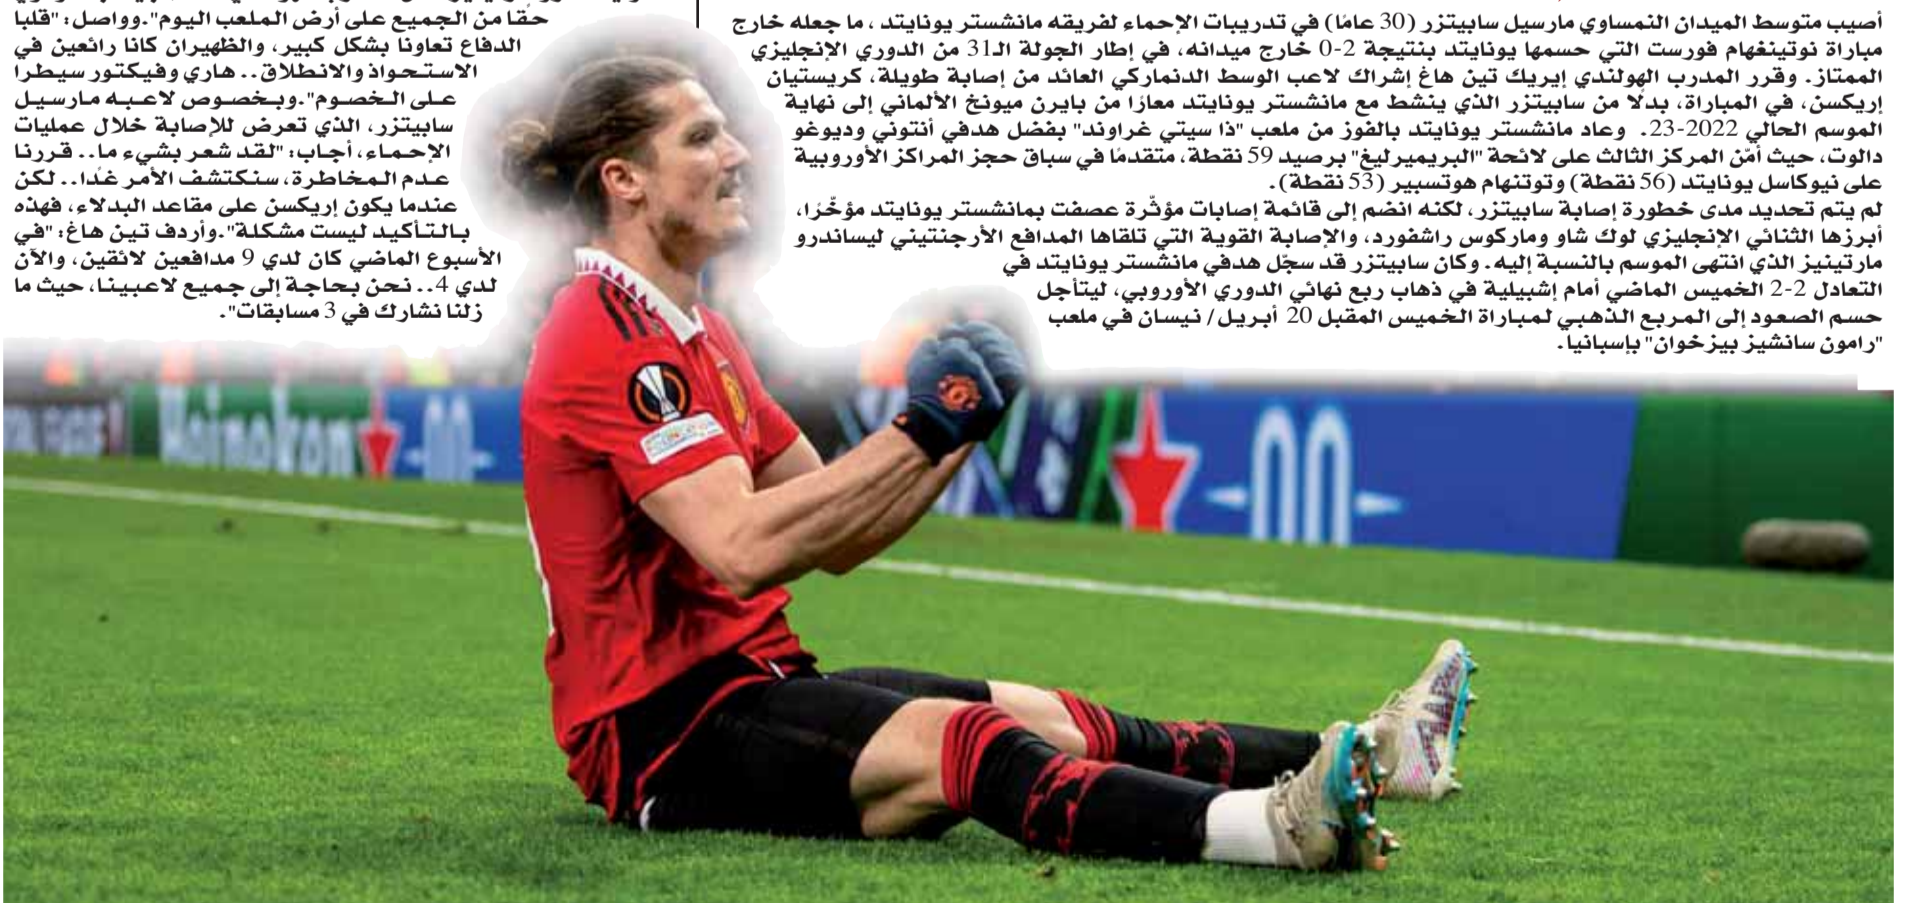 أصيب متوسط الميدان النمساوي مارسيل سابيتزر (30 عامًا) في تدريبات الإحماء لفريقه مانشستر يونايتد ، ما جعله خارج
مباراة نوتينغهام فورست التي حسمها يونايتد بنتيجة 2-0 خارج ميدانه، في إطار الجولة الـ31 من الدوري الإنجليزي
الممتاز. وقرر المدرب الهولندي إيريك تين هاغ إشراك لاعب الوسط الدنماركي العائد من إصابة طويلة، كريستيان
إريكسن، في المباراة، بدلًا من سابيتزر الذي ينشط مع مانشستر يونايتد معارًا من بايرن ميونخ الألماني إلى نهاية
الموسم الحالي 2022-23. وعاد مانشستر يونايتد بالفوز من ملعب "ذا سيتي غراوند" بفضل هدفي أنتوني وديوغو
دالوت، حيث أمّن المركز الثالث على لائحة "البريميرليغ" برصيد 59 نقطة، متقدمًا في سباق حجز المراكز الأوروبية
على نيوكاسل يونايتد (56 نقطة) وتوتنهام هوتسبير (53 نقطة).
لم يتم تحديد مدى خطورة إصابة سابيتزر، لكنه انضم إلى قائمة إصابات مؤثّرة عصفت بمانشستر يونايتد مؤخّرًا،
أبرزها الثنائي الإنجليزي لوك شاو وماركوس راشفورد، والإصابة القوية التي تلقاها المدافع الأرجنتيني ليساندرو
مارتينيز الذي انتهى الموسم بالنسبة إليه. وكان سابيتزر قد سجّل هدفي مانشستر يونايتد في
التعادل 2-2 الخميس الماضي أمام إشبيلية في ذهاب ربع نهائي الدوري الأوروبي، ليتأجل
حسم الصعود إلى المربع الذهبي لمباراة الخميس المقبل 20 أبريل/ نيسان في ملعب
"رامون سانشيز بيزخوان" بإسبانيا.
حقًا من الجميع على أرض الملعب اليوم".وواصل: "قلبا
الدفاع تعاونا بشكل كبير، والظهيران كانا رائعين في
الاستحواذ والانطلاق.. هاري وفيكتور سيطرا
على الخصوم".وبخصوص لاعبه مارسيل
سابيتزر، الذي تعرض للإصابة خلال عمليات
الإحماء، أجاب: "لقد شعر بشيء ما.. قررنا
عدم المخاطرة، سنكتشف الأمر غدًا.. لكن
عندما يكون إريكسن على مقاعد البدلاء، فهذه
بالتأكيد ليست مشكلة".وأردف تين هاغ: "في
الأسبوع الماضي كان لدي 9 مدافعين لائقين، والآن
لدي 4.. نحن بحاجة إلى جميع لاعبينا، حيث ما
زلنا نشارك في 3 مسابقات".
Heineken